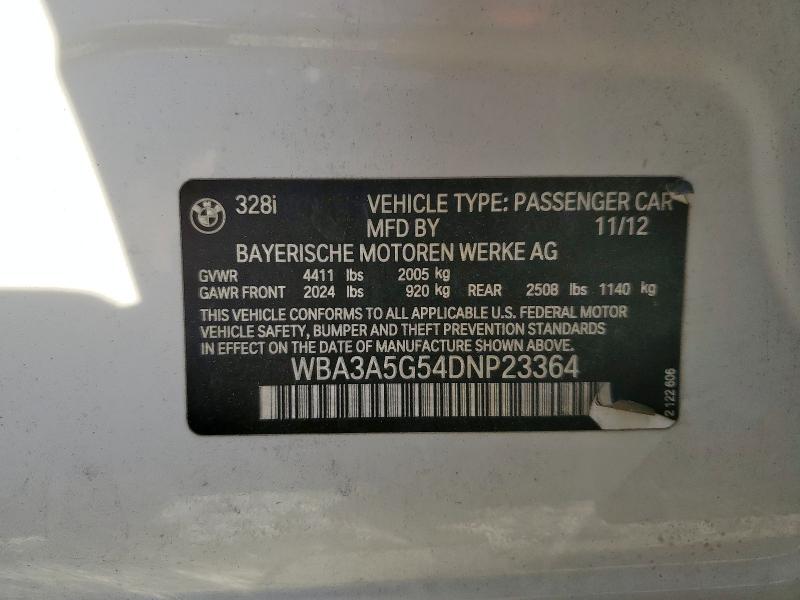 328i VEHICLE TYPE: PASSENGER CAR
MFD BY 11/12
BAYERISCHE MOTOREN WERKE AG
GVWR 4411 lbs 2005 kg
GAWR FRONT 2024 lbs 920 kg REAR 2508 lbs 1140 kg
THIS VEHICLE CONFORMS TO ALL APPLICABLE U.S. FEDERAL MOTOR
VEHICLE SAFETY, BUMPER AND THEFT PREVENTION STANDARDS
IN EFFECT ON THE DATE OF MANUFACTURE SHOWN ABOVE.
WBA3A5G54DNP23364
2 122 606